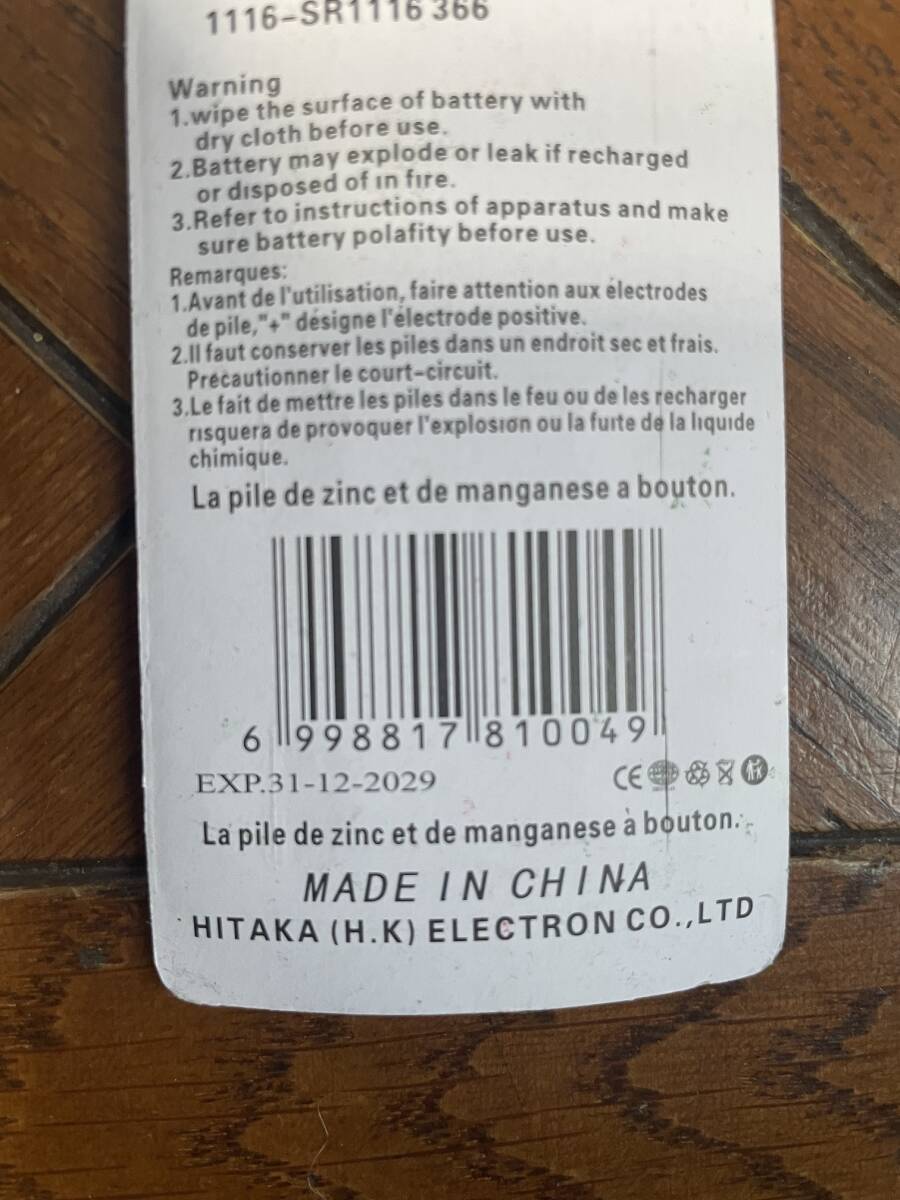 1116-SR1116 366
Warning
1.wipe the surface of battery with
dry cloth before use.
2.Battery may explode or leak if recharged
or disposed of in fire.
3.Refer to instructions of apparatus and make
sure battery polafity before use.
Remarques:
1.Avant de l'utilisation, faire attention aux électrodes
de pile,"+" désigne l'électrode positive.
2.Il faut conserver les piles dans un endroit sec et frais.
Précautionner le court-circuit.
3.Le fait de mettre les piles dans le feu ou de les recharger
risquera de provoquer l'explosion ou la fuite de la liquide
chimique.
La pile de zinc et de manganese a bouton.
6 998817 810049
EXP.31-12-2029
CE
La pile de zinc et de manganese à bouton.
MADE IN CHINA
HITAKA (H.K) ELECTRON CO.,LTD